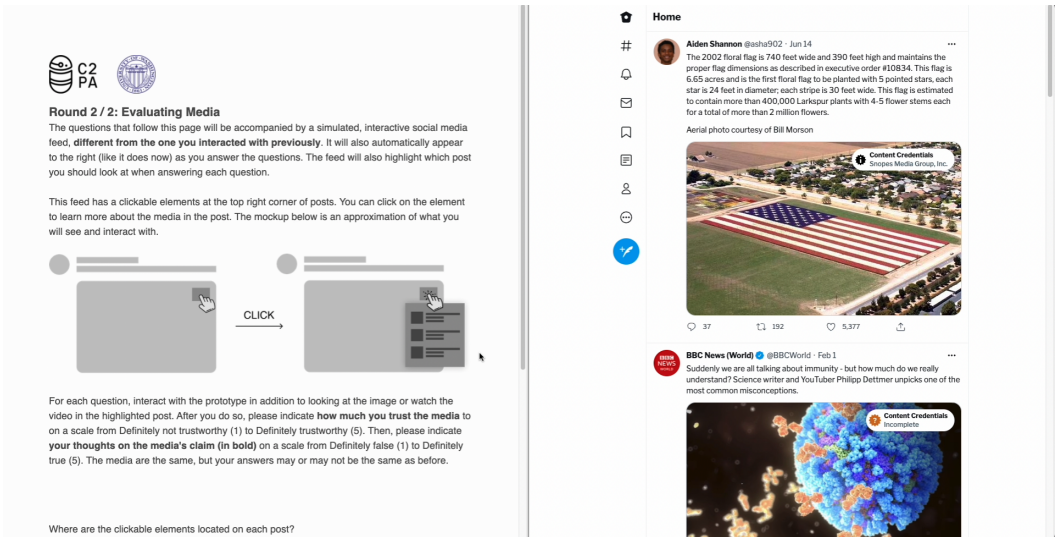 C2
PA
Round 2 / 2: Evaluating Media
The questions that follow this page will be accompanied by a simulated, interactive social media
feed, different from the one you interacted with previously. It will also automatically appear
to the right (like it does now) as you answer the questions. The feed will also highlight which post
you should look at when answering each question.
This feed has a clickable elements at the top right corner of posts. You can click on the element
to learn more about the media in the post. The mockup below is an approximation of what you
will see and interact with.
CLICK
For each question, interact with the prototype in addition to looking at the image or watch the
video in the highlighted post. After you do so, please indicate how much you trust the media to
on a scale from Definitely not trustworthy (1) to Definitely trustworthy (5). Then, please indicate
your thoughts on the media's claim (in bold) on a scale from Definitely false (1) to Definitely
true (5). The media are the same, but your answers may or may not be the same as before.
Where are the clickable elements located on each post?
Home
Aiden Shannon @asha902 · Jun 14
The 2002 floral flag is 740 feet wide and 390 feet high and maintains the
proper flag dimensions as described in executive order #10834. This flag is
6.65 acres and is the first floral flag to be planted with 5 pointed stars, each
star is 24 feet in diameter; each stripe is 30 feet wide. This flag is estimated
to contain more than 400,000 Larkspur plants with 4-5 flower stems each
for a total of more than 2 million flowers.
Aerial photo courtesy of Bill Morson
Content Credentials
Snopes Media Group, Inc.
37 192 5,377
BBC
NEWS
BBC News (World) @BBCWorld · Feb 1
Suddenly we are all talking about immunity - but how much do we really
understand? Science writer and YouTuber Philipp Dettmer unpicks one of the
most common misconceptions.
Content Credentials
Incomplete